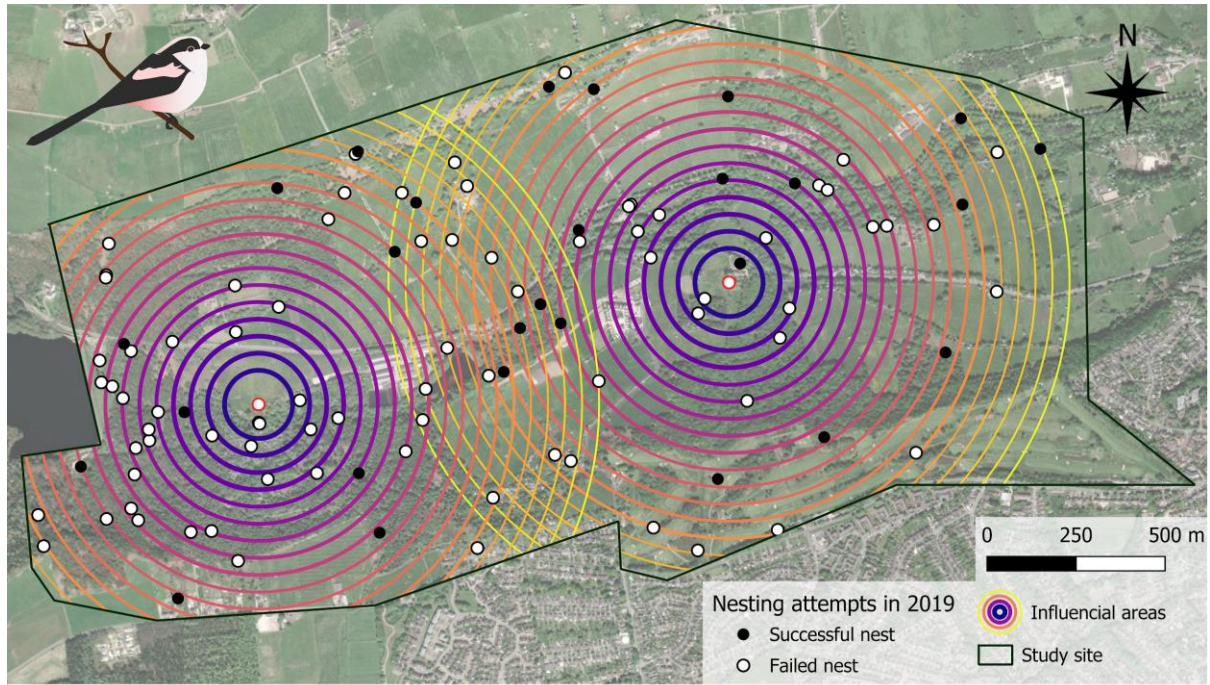 N
0 250 500 m
Nesting attempts in 2019
Successful nest
Failed nest
Influencial areas
Study site